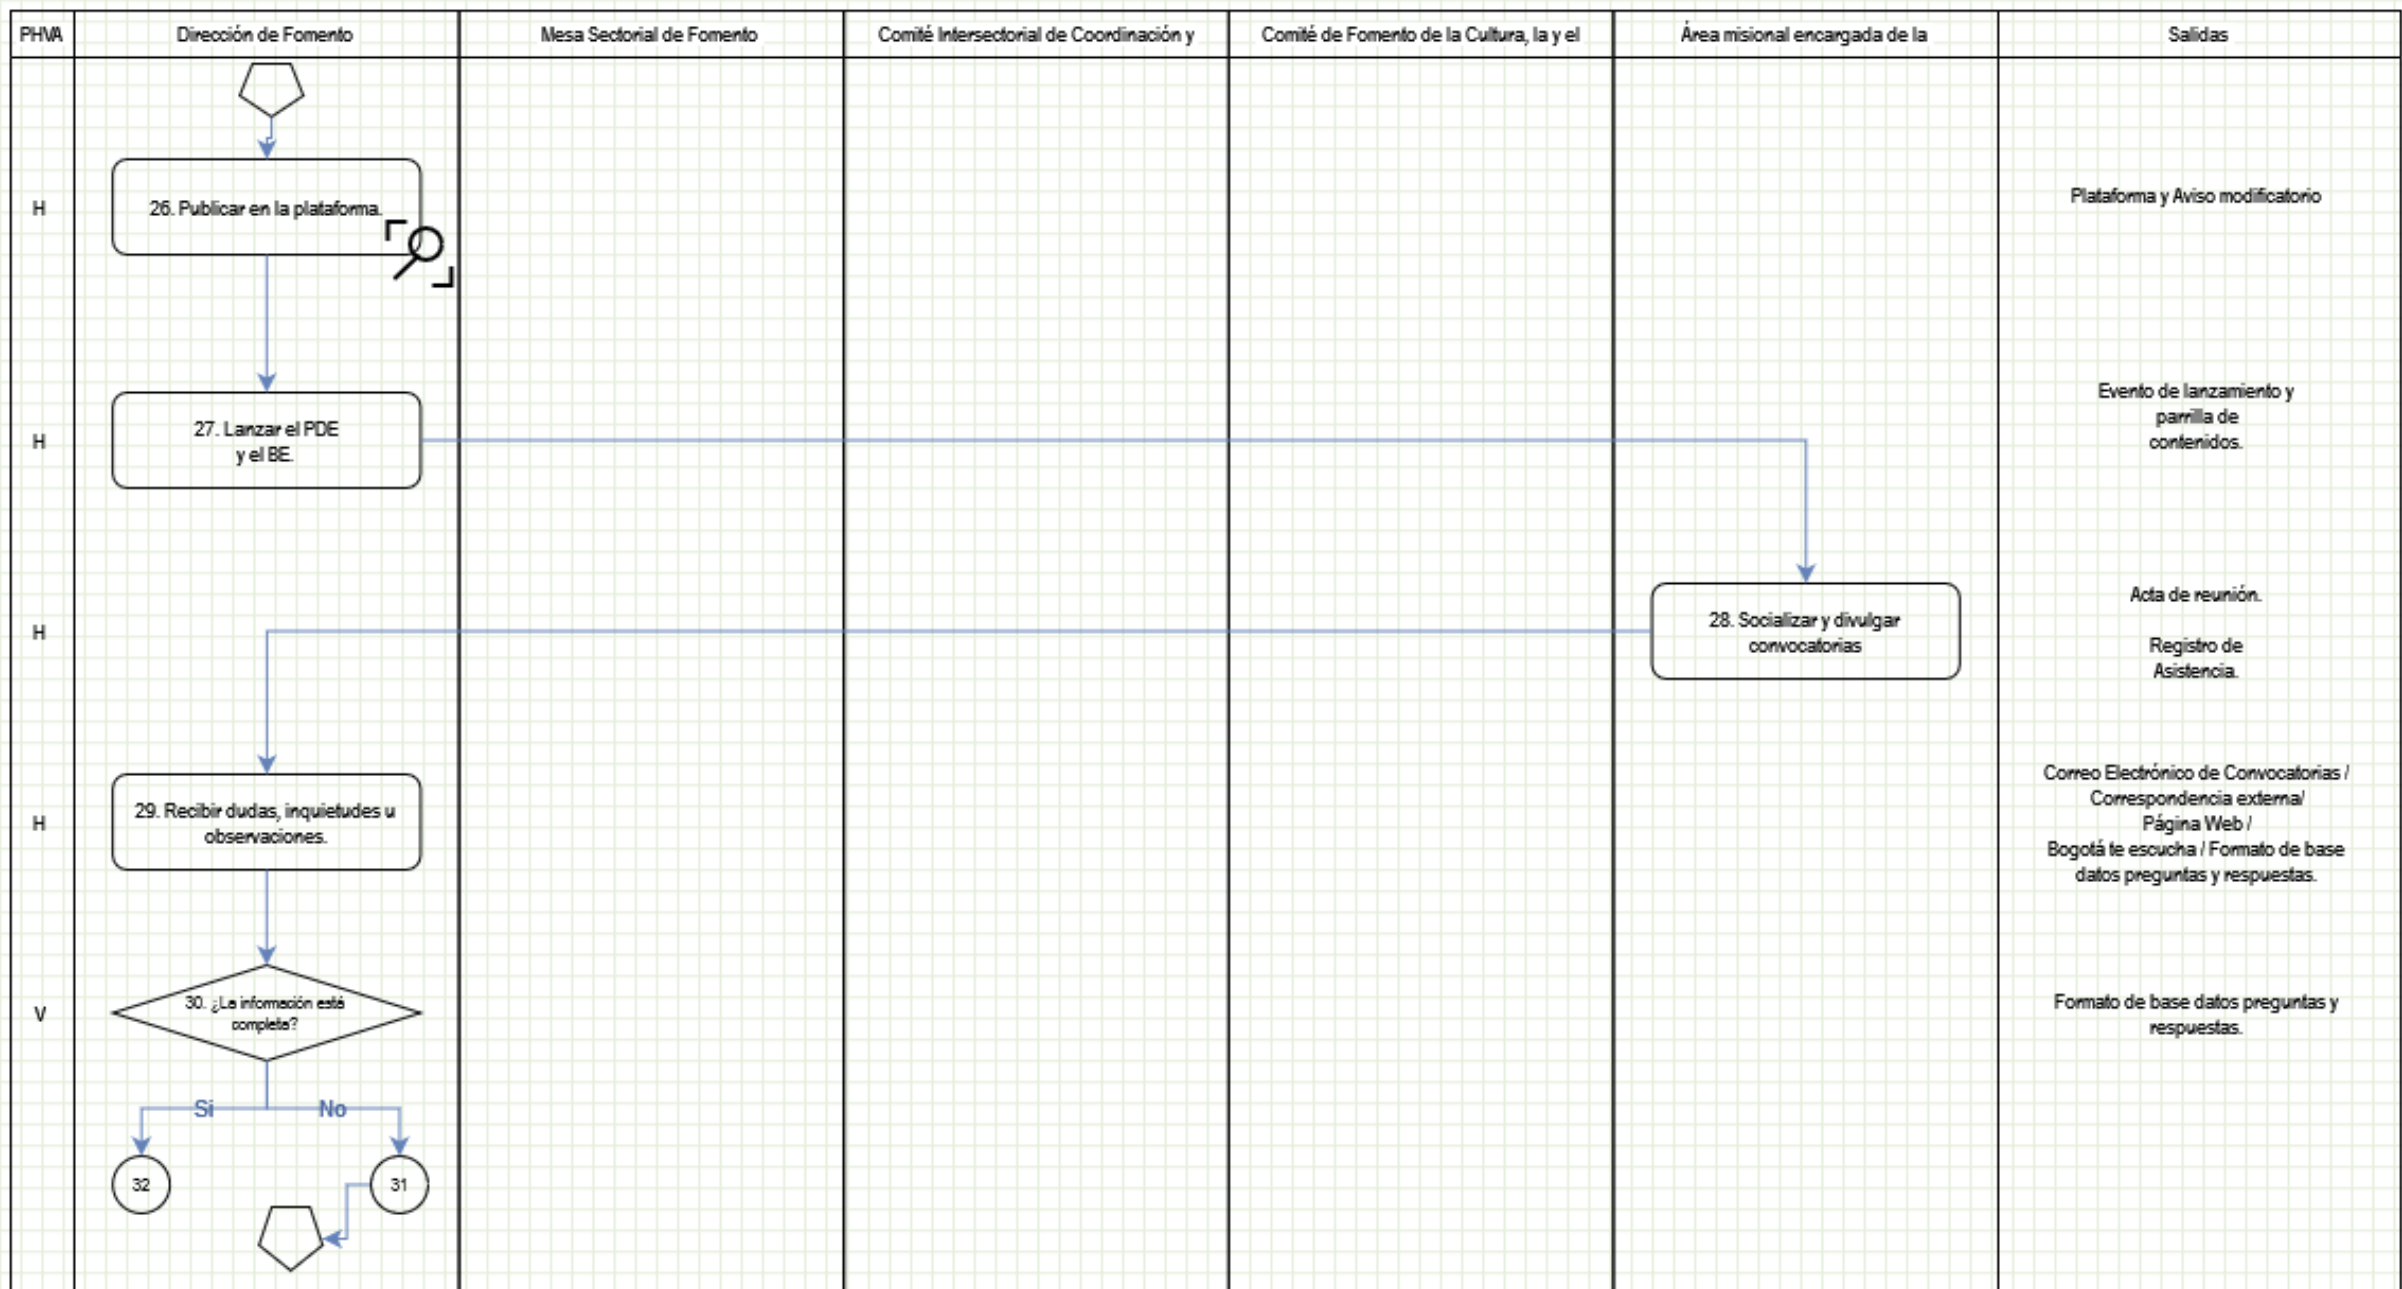 PHVA
Dirección de Fomento
Mesa Sectorial de Fomento
Comité Intersectorial de Coordinación y
Comité de Fomento de la Cultura, la y el
Área misional encargada de la
Salidas
H
26. Publicar en la plataforma.
Plataforma y Aviso modificatorio
H
27. Lanzar el PDE
y el BE.
Evento de lanzamiento y
parrilla de
contenidos.
H
28. Socializar y divulgar
convocatorias
Acta de reunión.
Registro de
Asistencia.
H
29. Recibir dudas, inquietudes u
observaciones.
Correo Electrónico de Convocatorias /
Correspondencia externa/
Página Web /
Bogotá te escucha / Formato de base
datos preguntas y respuestas.
V
30. ¿La información está
completa?
Formato de base datos preguntas y
respuestas.
Si
No
32
31